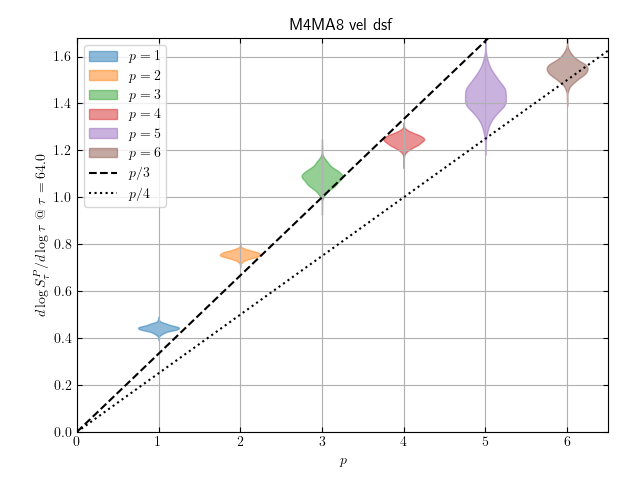 M4MA8 vel dsf
d log S_τ^P / d log τ @ τ = 64.0
1.6
1.4
1.2
1.0
0.8
0.6
0.4
0.2
0.0
p = 1
p = 2
p = 3
p = 4
p = 5
p = 6
p/3
p/4
0 1 2 3 4 5 6
p